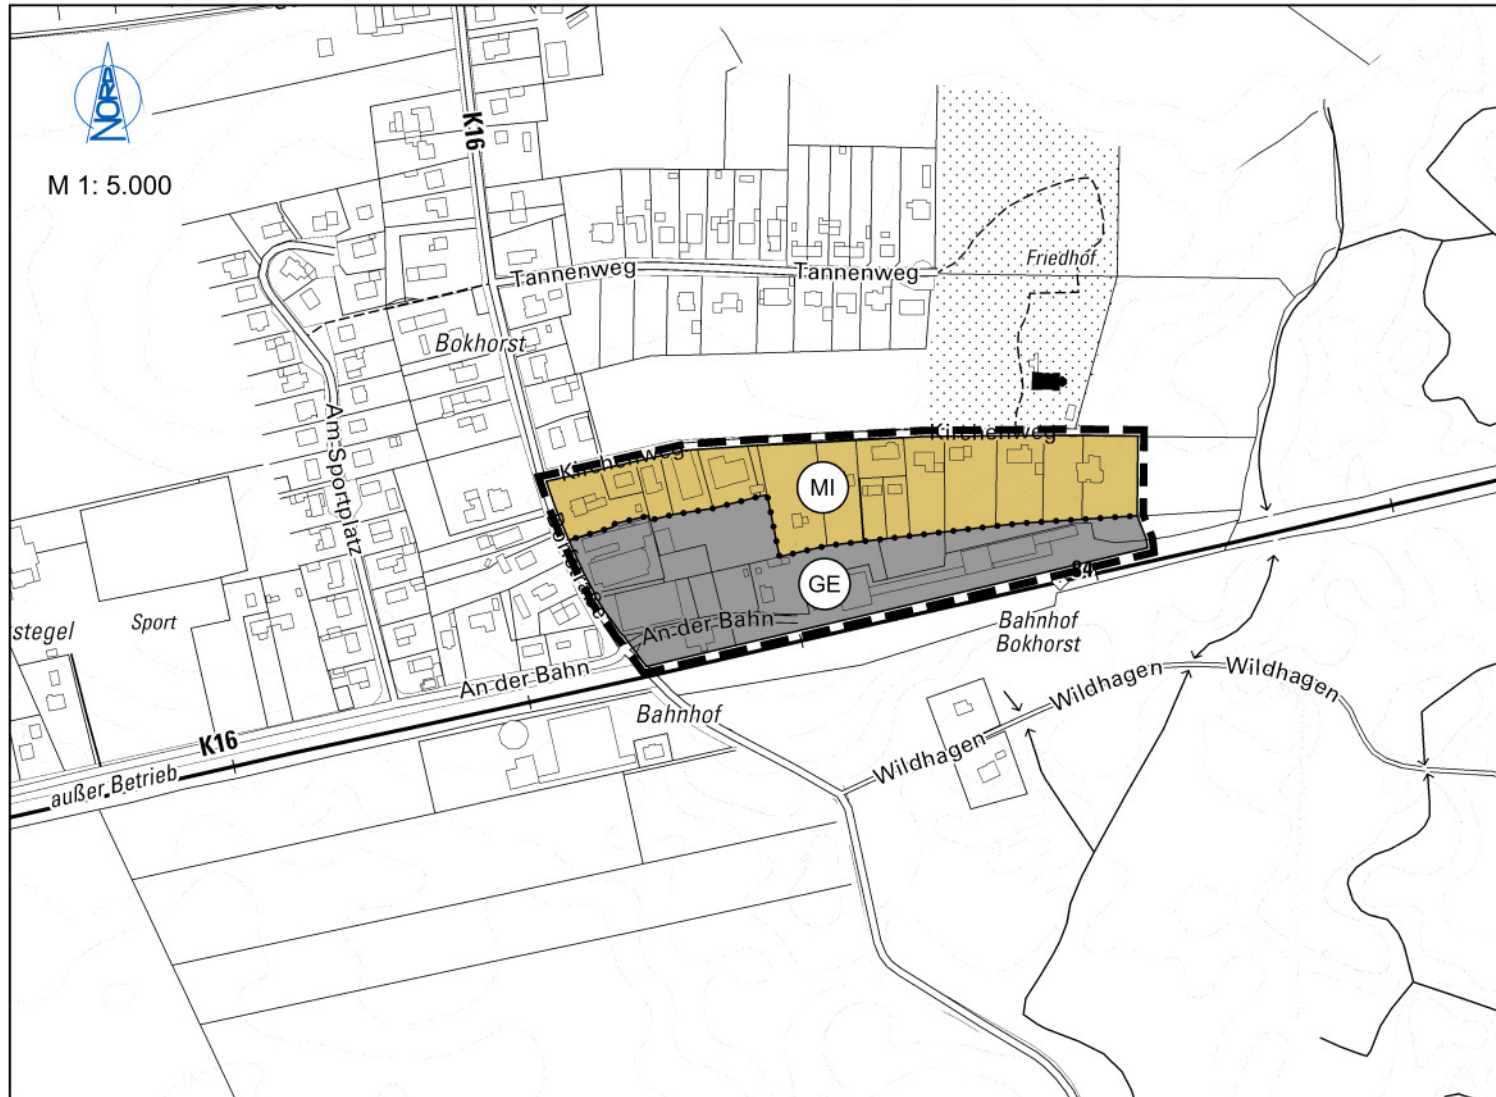 NORD
M 1: 5.000
K16
Tannenweg
Tannenweg
Friedhof
Bokhorst
Am Sportplatz
Kirchenweg
Kirchenweg
MI
GE
84
An der Bahn
Bahnhof
Bokhorst
stegel
Sport
An der Bahn
Bahnhof
Wildhagen
Wildhagen
Wildhagen
K16
außer Betrieb